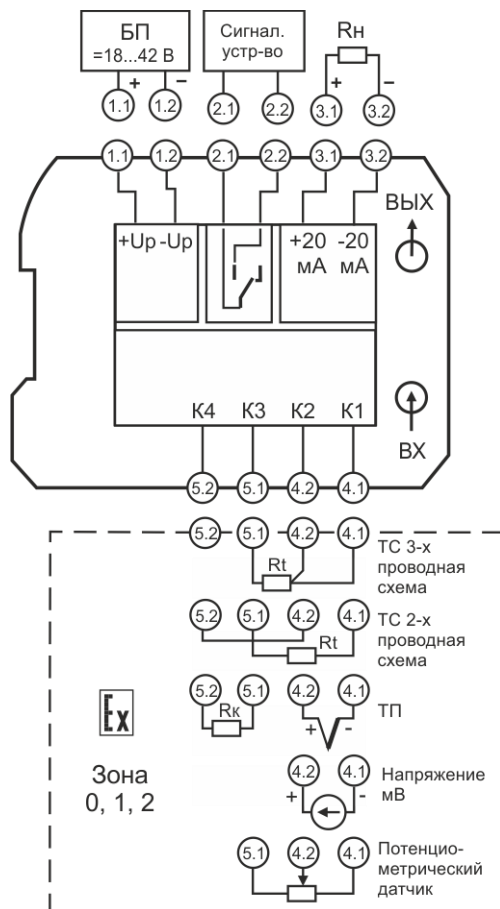 БП
=18...42 В
Сигнал.
устр-во
Rн
+ −
+ −
1.1 1.2 2.1 2.2 3.1 3.2
1.1 1.2 2.1 2.2 3.1 3.2
ВЫХ
+Up -Up +20 -20
мА мА
К4 К3 К2 К1
ВХ
5.2 5.1 4.2 4.1
5.2 5.1 4.2 4.1
Rt
ТС 3-х
проводная
схема
5.2 5.1 4.2 4.1
Rt
ТС 2-х
проводная
схема
5.2 5.1 4.2 4.1
Rк
+ -
ТП
Ex
Зона
0, 1, 2
4.2 4.1
+ -
Напряжение
мВ
5.1 4.2 4.1
Потенцио-
метрический
датчик